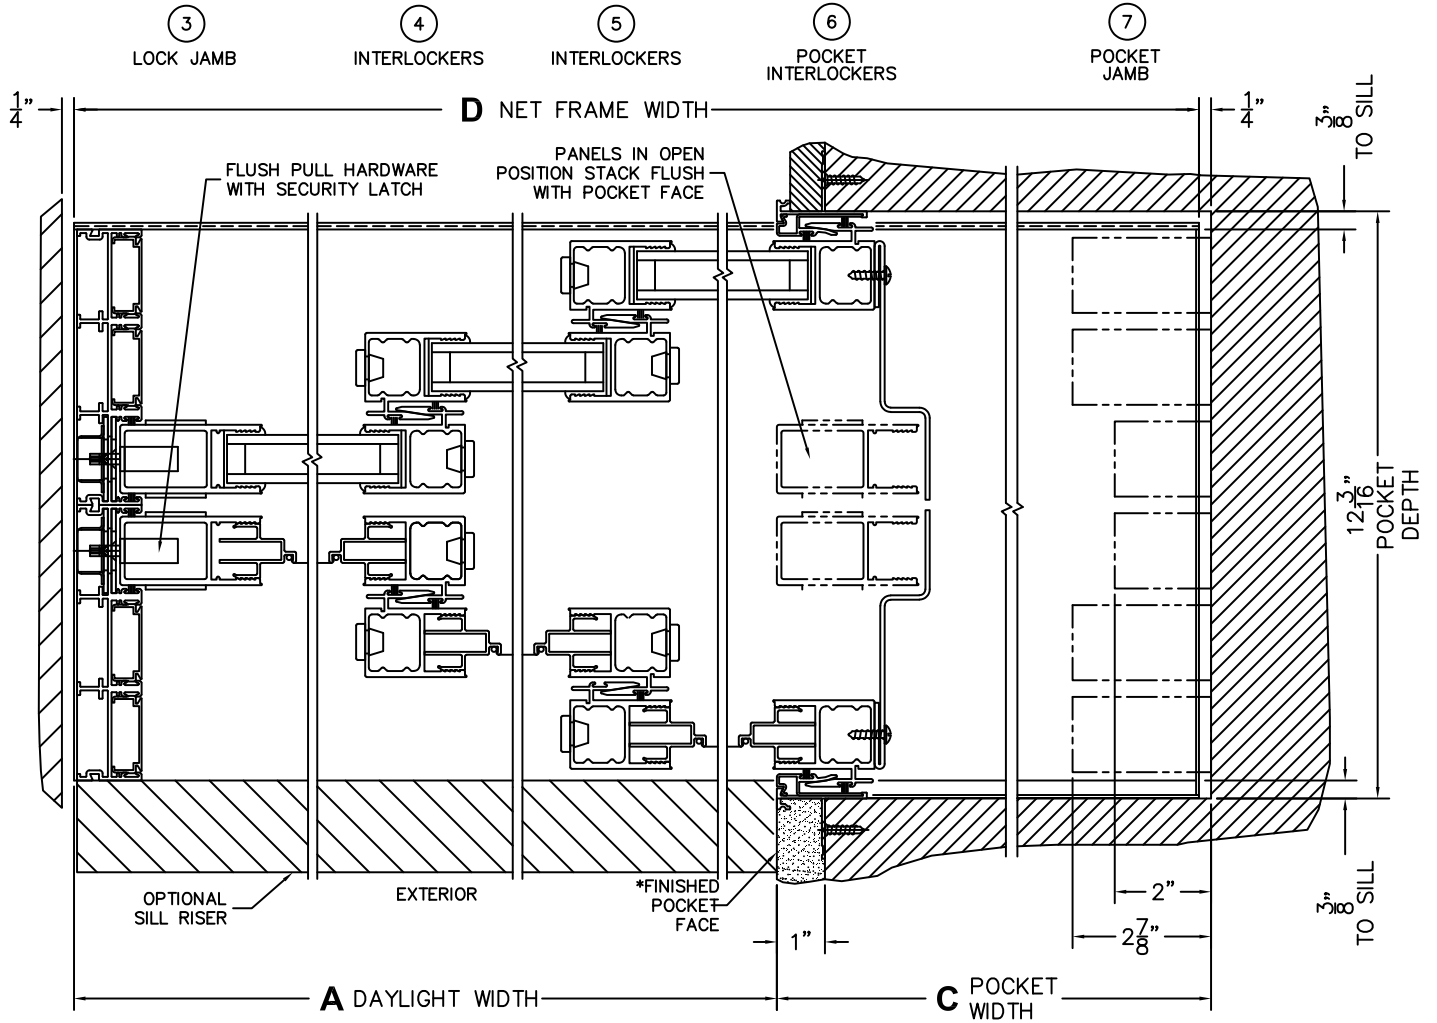 3
LOCK JAMB
4
INTERLOCKERS
5
INTERLOCKERS
6
POCKET
INTERLOCKERS
7
POCKET
JAMB
1/4"
D NET FRAME WIDTH
1/4"
3/8"
TO SILL
FLUSH PULL HARDWARE
WITH SECURITY LATCH
PANELS IN OPEN
POSITION STACK FLUSH
WITH POCKET FACE
12 3/16"
POCKET
DEPTH
OPTIONAL
SILL RISER
EXTERIOR
*FINISHED
POCKET
FACE
1"
2"
2 7/8"
3/8"
TO SILL
A DAYLIGHT WIDTH
C POCKET
WIDTH